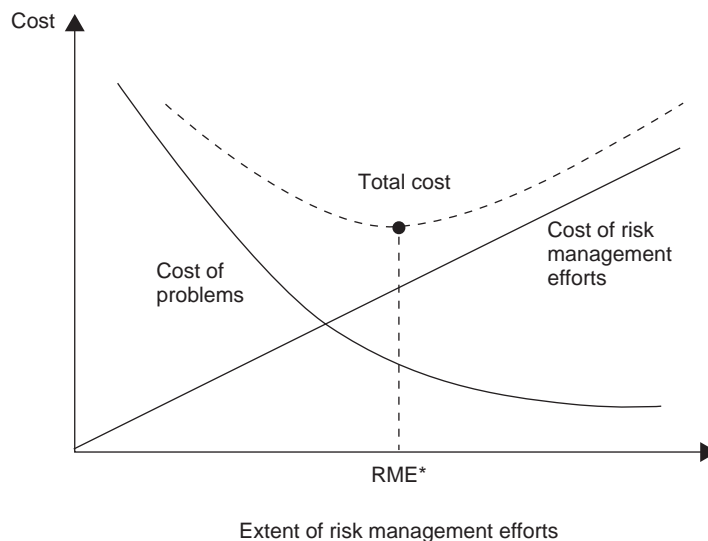 Cost
Total cost
Cost of risk
management
efforts
Cost of
problems
RME*
Extent of risk management efforts